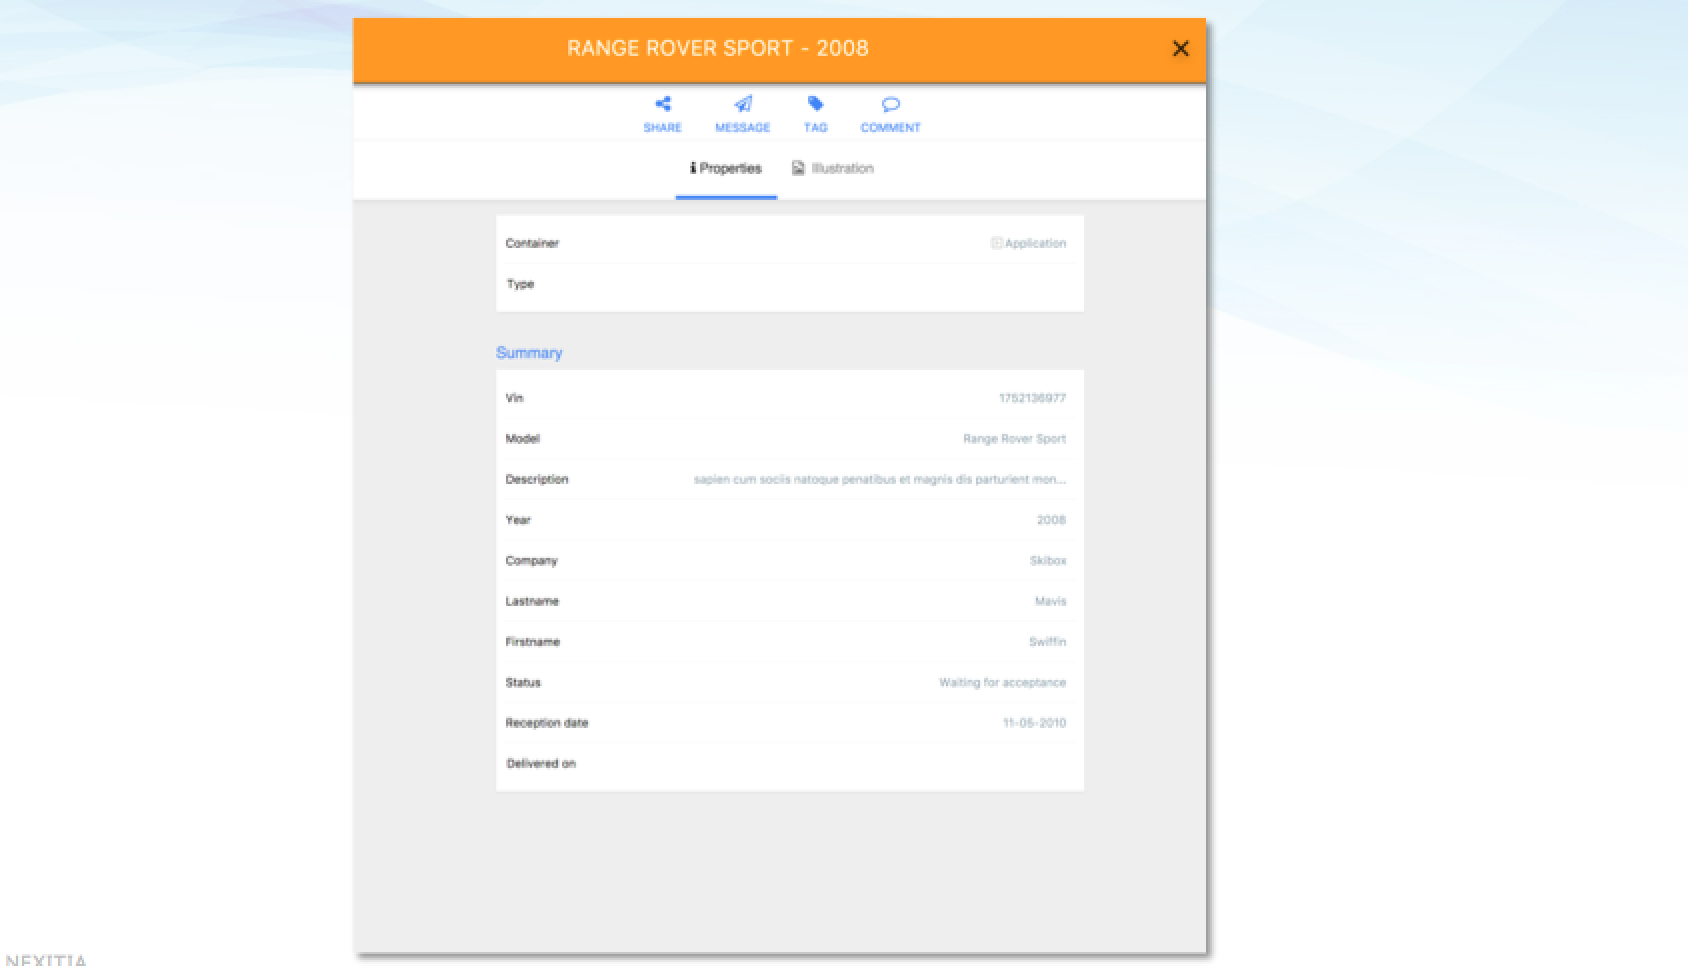 RANGE ROVER SPORT - 2008
SHARE MESSAGE TAG COMMENT
Properties Illustration
Container Application
Type
Summary
Vin 1752136977
Model Range Rover Sport
Description sapien cum sociis natoque penatibus et magnis dis parturient mon...
Year 2008
Company Skibox
Lastname Mavis
Firstname Swiffin
Status Waiting for acceptance
Reception date 11-05-2010
Delivered on
NEXITIA